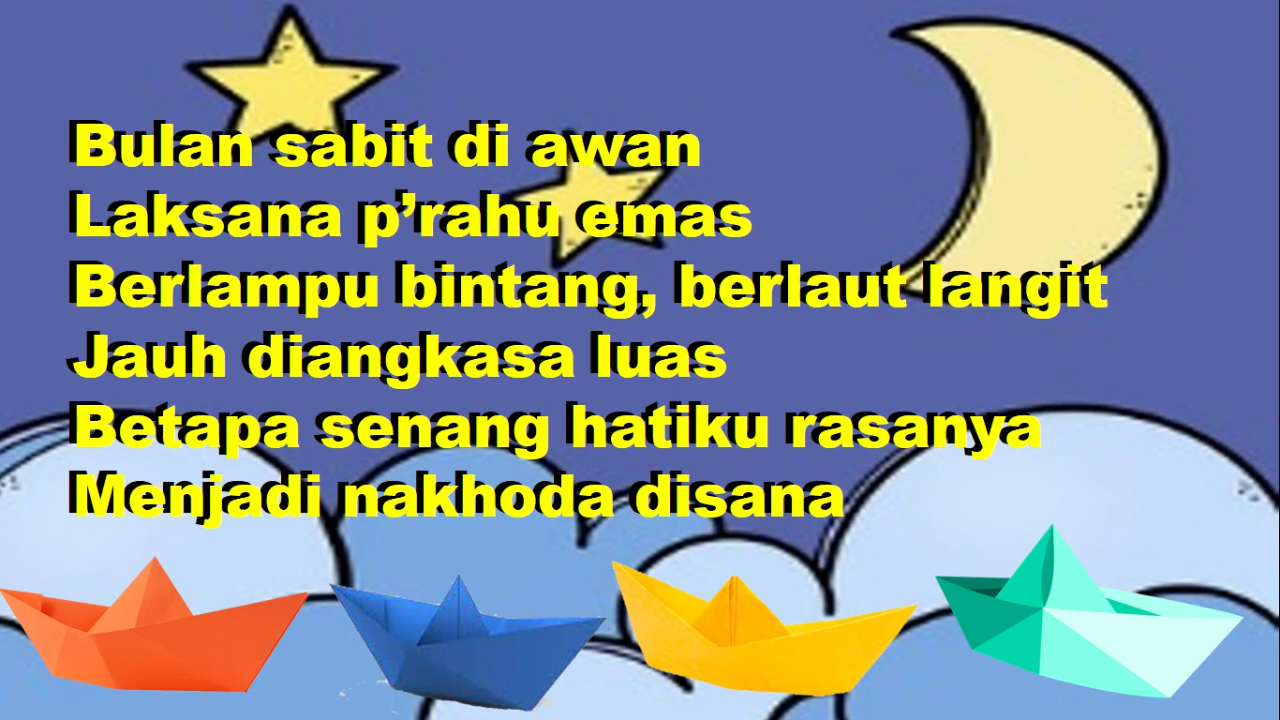 Bulan sabit di awan
Laksana p’rahu emas
Berlampu bintang, berlaut langit
Jauh diangkasa luas
Betapa senang hatiku rasanya
Menjadi nakhoda disana